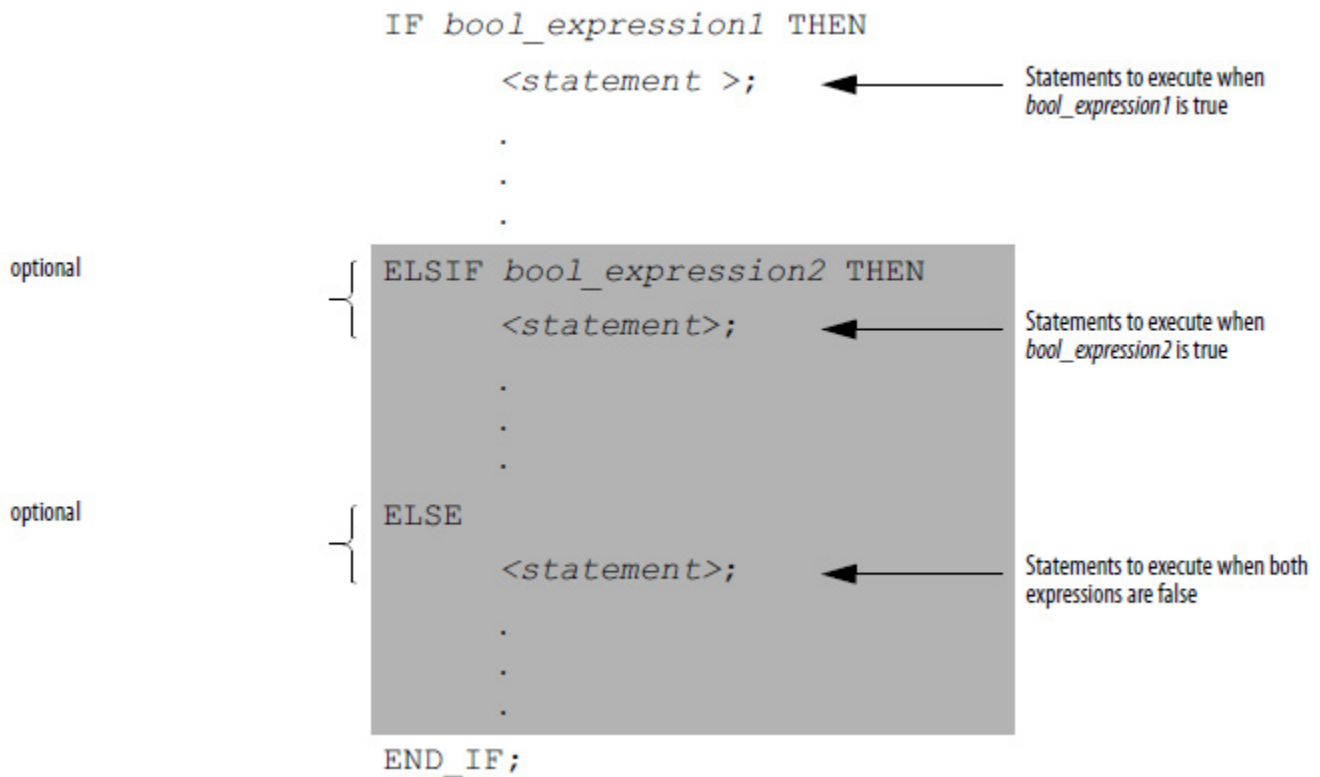 IF bool_expression1 THEN
<statement >;
Statements to execute when
bool_expression1 is true
.
.
.
optional
ELSIF bool_expression2 THEN
<statement>;
Statements to execute when
bool_expression2 is true
.
.
.
optional
ELSE
<statement>;
Statements to execute when both
expressions are false
.
.
.
END_IF;